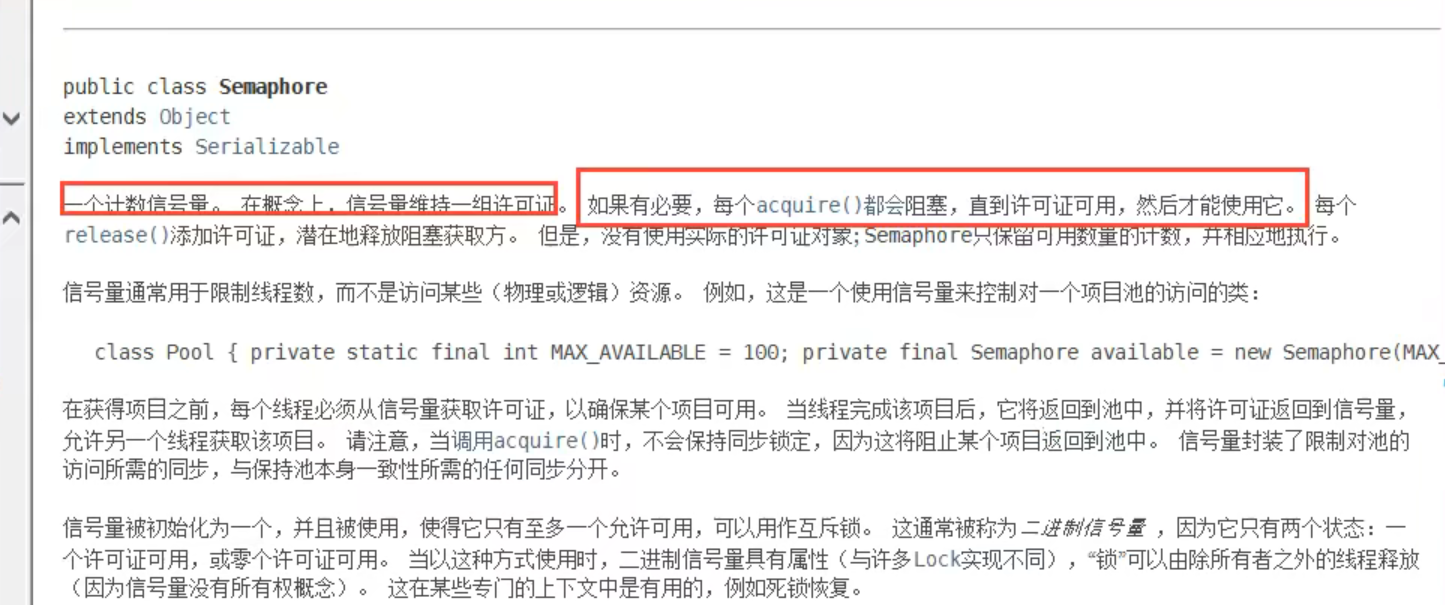 public class Semaphore
extends Object
implements Serializable
一个计数信号量。 在概念上，信号量维持一组许可证。 如果有必要，每个acquire()都会阻塞，直到许可证可用，然后才能使用它。 每个
release()添加许可证，潜在地释放阻塞获取方。 但是，没有使用实际的许可证对象;Semaphore只保留可用数量的计数，并相应地执行。
信号量通常用于限制线程数，而不是访问某些（物理或逻辑）资源。 例如，这是一个使用信号量来控制对一个项目池的访问的类：
class Pool { private static final int MAX_AVAILABLE = 100; private final Semaphore available = new Semaphore(MAX_
在获得项目之前，每个线程必须从信号量获取许可证，以确保某个项目可用。 当线程完成该项目后，它将返回到池中，并将许可证返回到信号量，
允许另一个线程获取该项目。 请注意，当调用acquire()时，不会保持同步锁定，因为这将阻止某个项目返回到池中。 信号量封装了限制对池的
访问所需的同步，与保持池本身一致性所需的任何同步分开。
信号量被初始化为一个，并且被使用，使得它只有至多一个允许可用，可以用作互斥锁。 这通常被称为二进制信号量 ，因为它只有两个状态：一
个许可证可用，或零个许可证可用。 当以这种方式使用时，二进制信号量具有属性（与许多Lock实现不同），“锁”可以由除所有者之外的线程释放
（因为信号量没有所有权概念）。 这在某些专门的上下文中是有用的，例如死锁恢复。